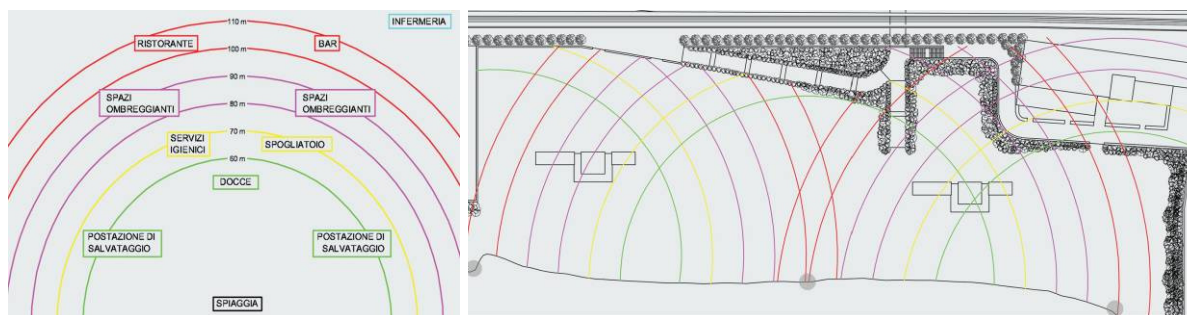 110 m
INFERMERIA
RISTORANTE
BAR
100 m
90 m
SPAZI
OMBREGGIANTI
SPAZI
OMBREGGIANTI
80 m
SERVIZI
IGIENICI
70 m
SPOGLIATOIO
60 m
DOCCE
POSTAZIONE DI
SALVATAGGIO
POSTAZIONE DI
SALVATAGGIO
SPIAGGIA